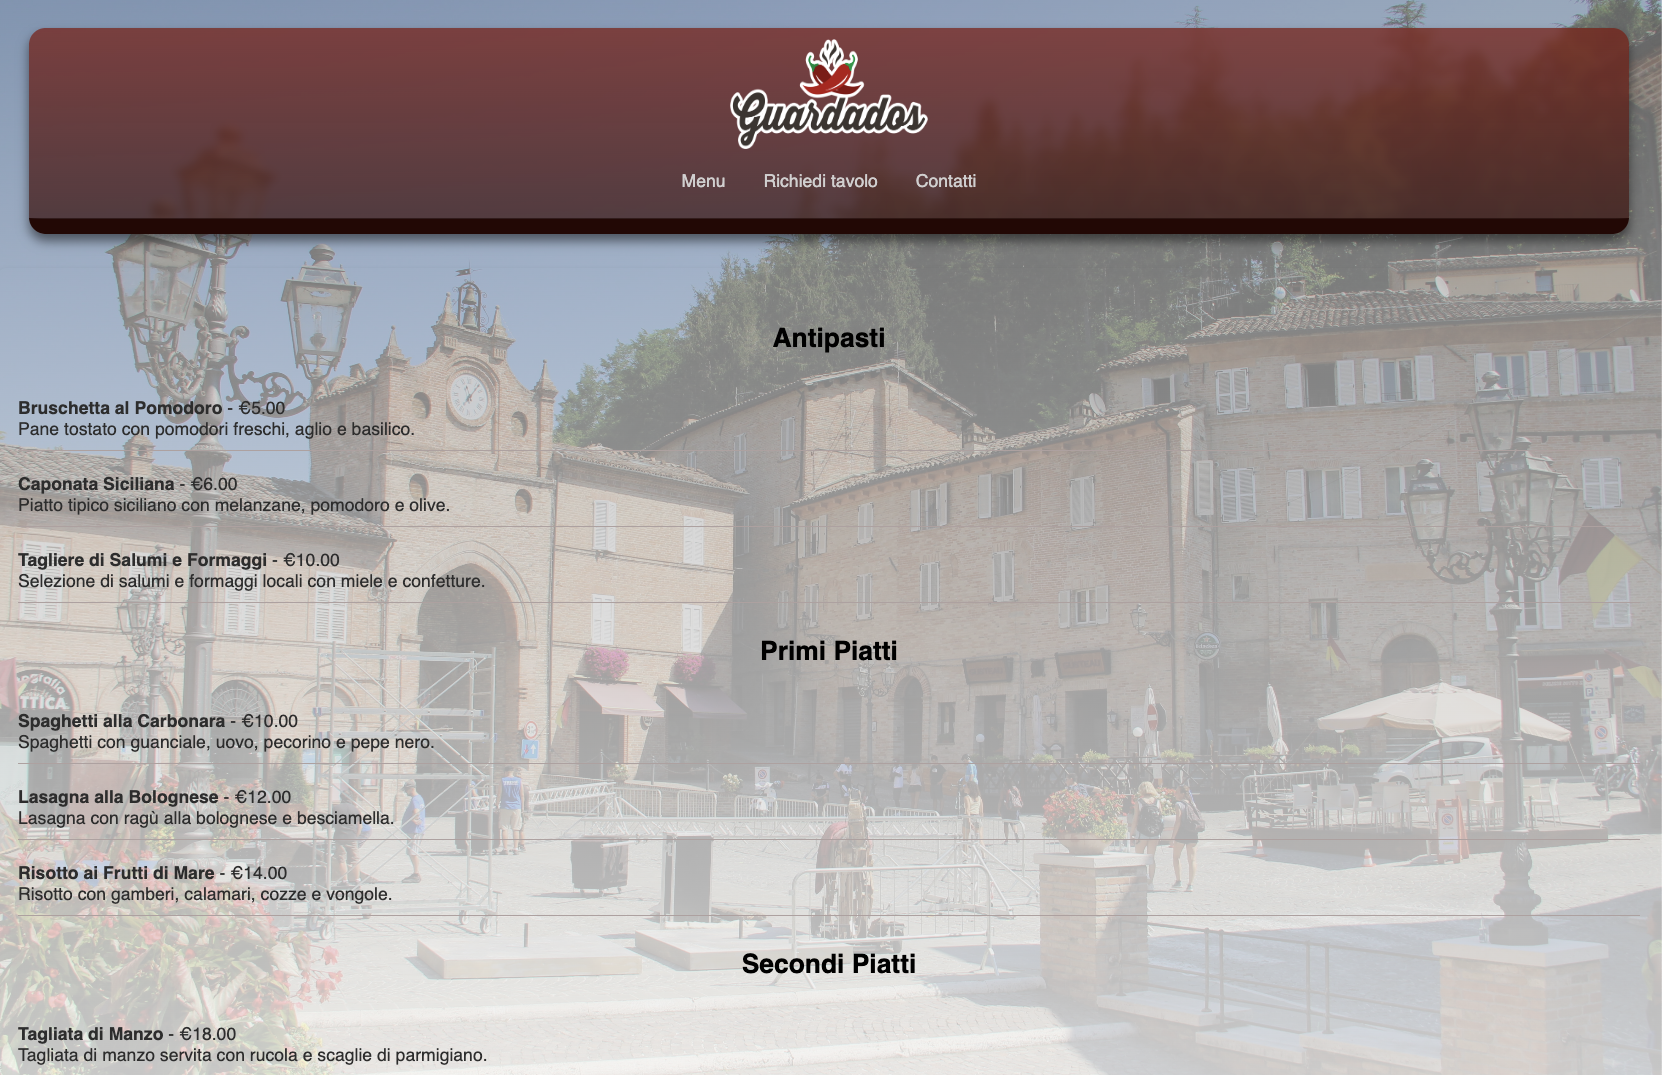 Guardados
Menu Richiedi tavolo Contatti
Antipasti
Bruschetta al Pomodoro - €5.00
Pane tostato con pomodori freschi, aglio e basilico.
Caponata Siciliana - €6.00
Piatto tipico siciliano con melanzane, pomodoro e olive.
Tagliere di Salumi e Formaggi - €10.00
Selezione di salumi e formaggi locali con miele e confetture.
Primi Piatti
TTICA
Spaghetti alla Carbonara - €10.00
Spaghetti con guanciale, uovo, pecorino e pepe nero.
Lasagna alla Bolognese - €12.00
Lasagna con ragù alla bolognese e besciamella.
Risotto ai Frutti di Mare - €14.00
Risotto con gamberi, calamari, cozze e vongole.
Secondi Piatti
Tagliata di Manzo - €18.00
Tagliata di manzo servita con rucola e scaglie di parmigiano.